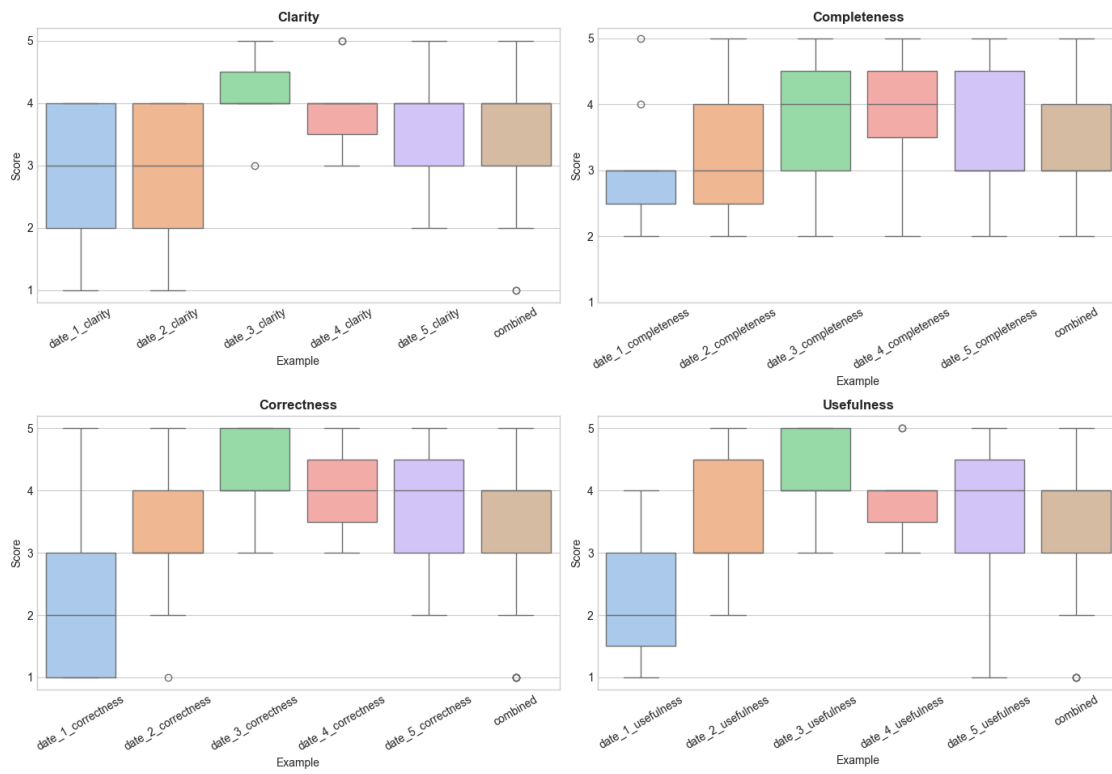 Clarity
Score
5
4
3
2
1
date_1_clarity
date_2_clarity
date_3_clarity
date_4_clarity
date_5_clarity
combined
Example
Completeness
Score
5
4
3
2
1
date_1_completeness
date_2_completeness
date_3_completeness
date_4_completeness
date_5_completeness
combined
Example
Correctness
Score
5
4
3
2
1
date_1_correctness
date_2_correctness
date_3_correctness
date_4_correctness
date_5_correctness
combined
Example
Usefulness
Score
5
4
3
2
1
date_1_usefulness
date_2_usefulness
date_3_usefulness
date_4_usefulness
date_5_usefulness
combined
Example